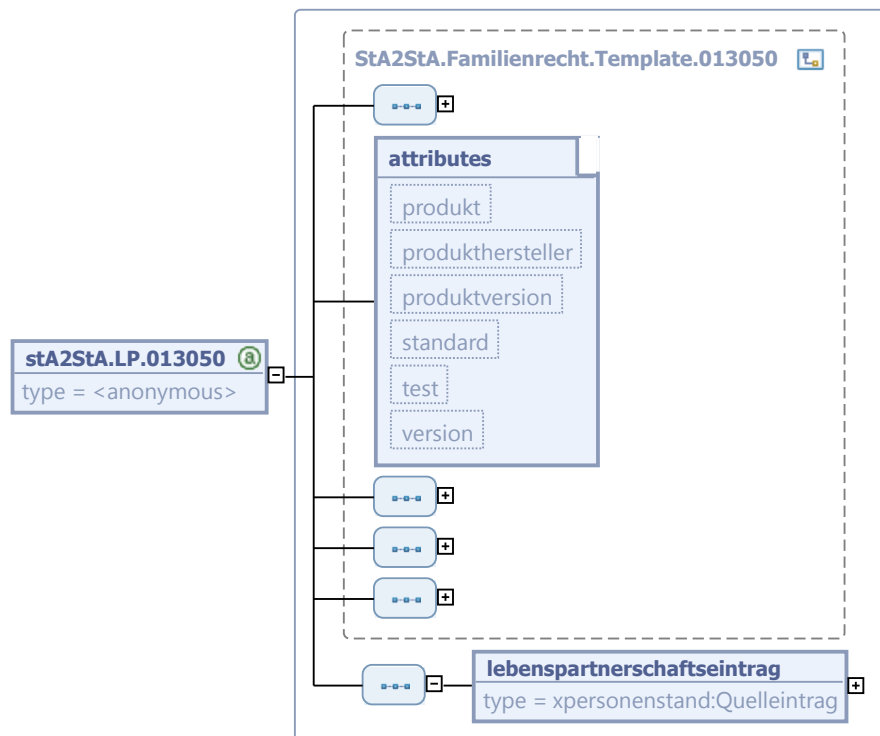 StA2StA.Familienrecht.Template.013050
attributes
produkt
produkthersteller
produktversion
standard
test
version
stA2StA.LP.013050 a
type = <anonymous>
lebenspartnerschaftseintrag
type = xpersonenstand:Quelleintrag